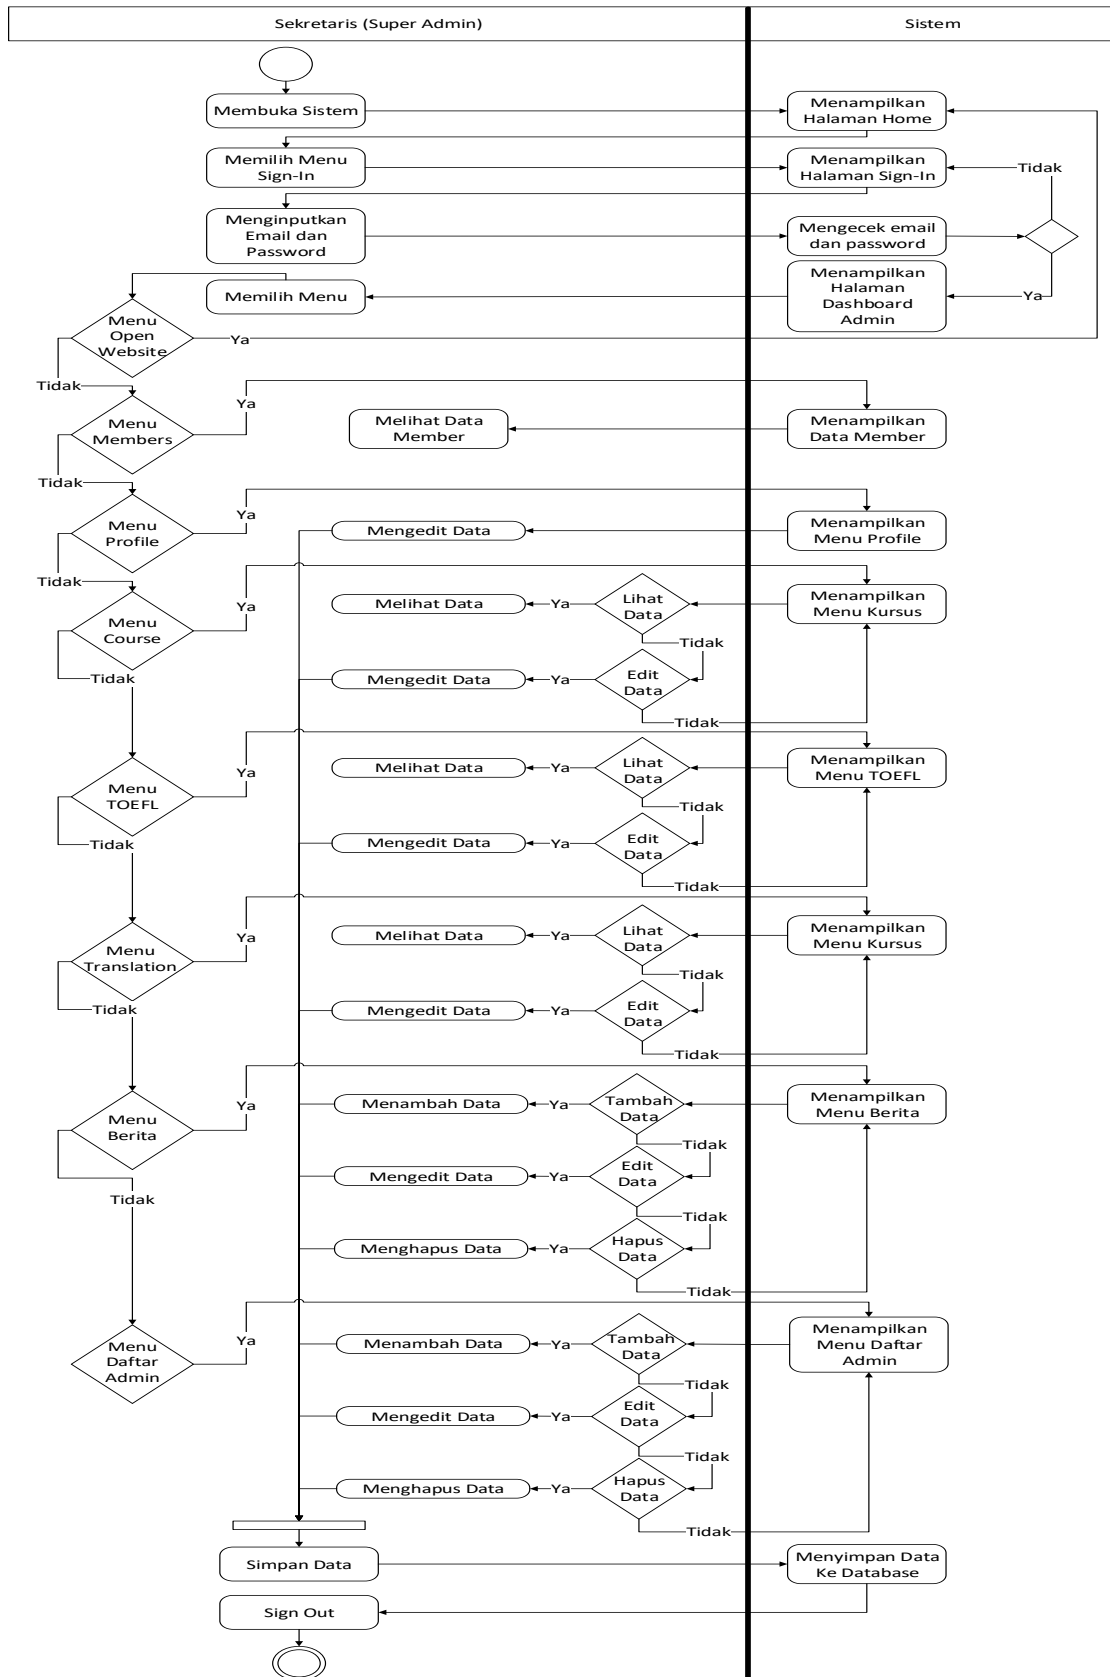 Sekretaris (Super Admin)
Sistem
Membuka Sistem
Menampilkan
Halaman Home
Memilih Menu
Sign-In
Menampilkan
Halaman Sign-In
Tidak
Menginputkan
Email dan
Password
Mengecek email
dan password
Menampilkan
Halaman
Dashboard
Admin
Ya
Memilih Menu
Menu
Open
Website
Ya
Tidak
Menu
Members
Ya
Melihat Data
Member
Menampilkan
Data Member
Tidak
Menu
Profile
Ya
Mengedit Data
Menampilkan
Menu Profile
Tidak
Menu
Course
Ya
Melihat Data
Ya
Lihat
Data
Menampilkan
Menu Kursus
Tidak
Tidak
Mengedit Data
Ya
Edit
Data
Tidak
Menu
TOEFL
Ya
Melihat Data
Ya
Lihat
Data
Menampilkan
Menu TOEFL
Tidak
Tidak
Mengedit Data
Ya
Edit
Data
Tidak
Menu
Translation
Ya
Melihat Data
Ya
Lihat
Data
Menampilkan
Menu Kursus
Tidak
Tidak
Mengedit Data
Ya
Edit
Data
Tidak
Menu
Berita
Ya
Menambah Data
Ya
Tambah
Data
Menampilkan
Menu Berita
Tidak
Mengedit Data
Ya
Edit
Data
Tidak
Tidak
Menghapus Data
Ya
Hapus
Data
Tidak
Menu
Daftar
Admin
Ya
Menambah Data
Ya
Tambah
Data
Menampilkan
Menu Daftar
Admin
Tidak
Mengedit Data
Ya
Edit
Data
Tidak
Menghapus Data
Ya
Hapus
Data
Tidak
Simpan Data
Menyimpan Data
Ke Database
Sign Out